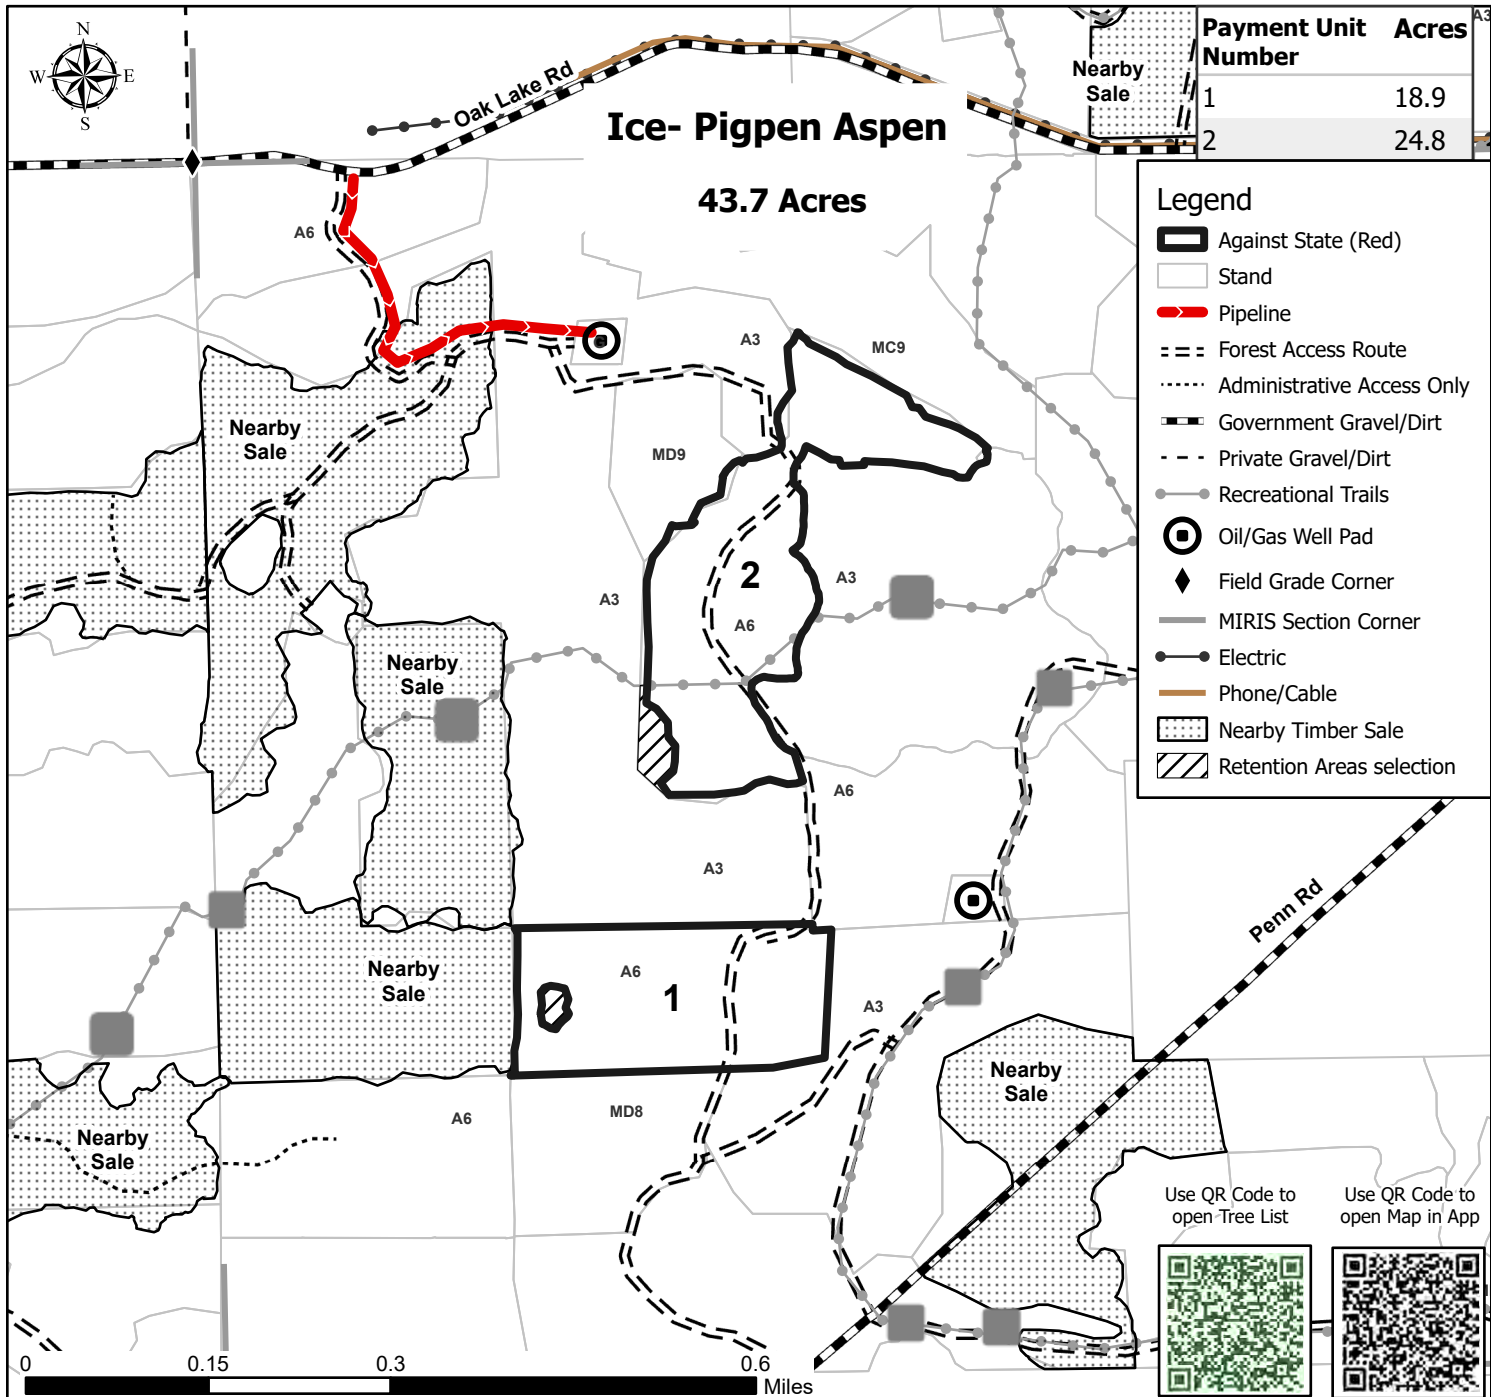 N
W E
S
Oak Lake Rd
Ice- Pigpen Aspen
43.7 Acres
Nearby
Sale
A3
Payment Unit Number Acres
1 18.9
2 24.8
Legend
Against State (Red)
Stand
Pipeline
Forest Access Route
Administrative Access Only
Government Gravel/Dirt
Private Gravel/Dirt
Recreational Trails
Oil/Gas Well Pad
Field Grade Corner
MIRIS Section Corner
Electric
Phone/Cable
Nearby Timber Sale
Retention Areas selection
A6
A3
MC9
Nearby
Sale
MD9
2
A3
A3
A6
Nearby
Sale
A6
A3
Penn Rd
Nearby
Sale
A6
1
A3
Nearby
Sale
A6
MD8
Nearby
Sale
Use QR Code to
open Tree List
Use QR Code to
open Map in App
0 0.15 0.3 0.6
Miles